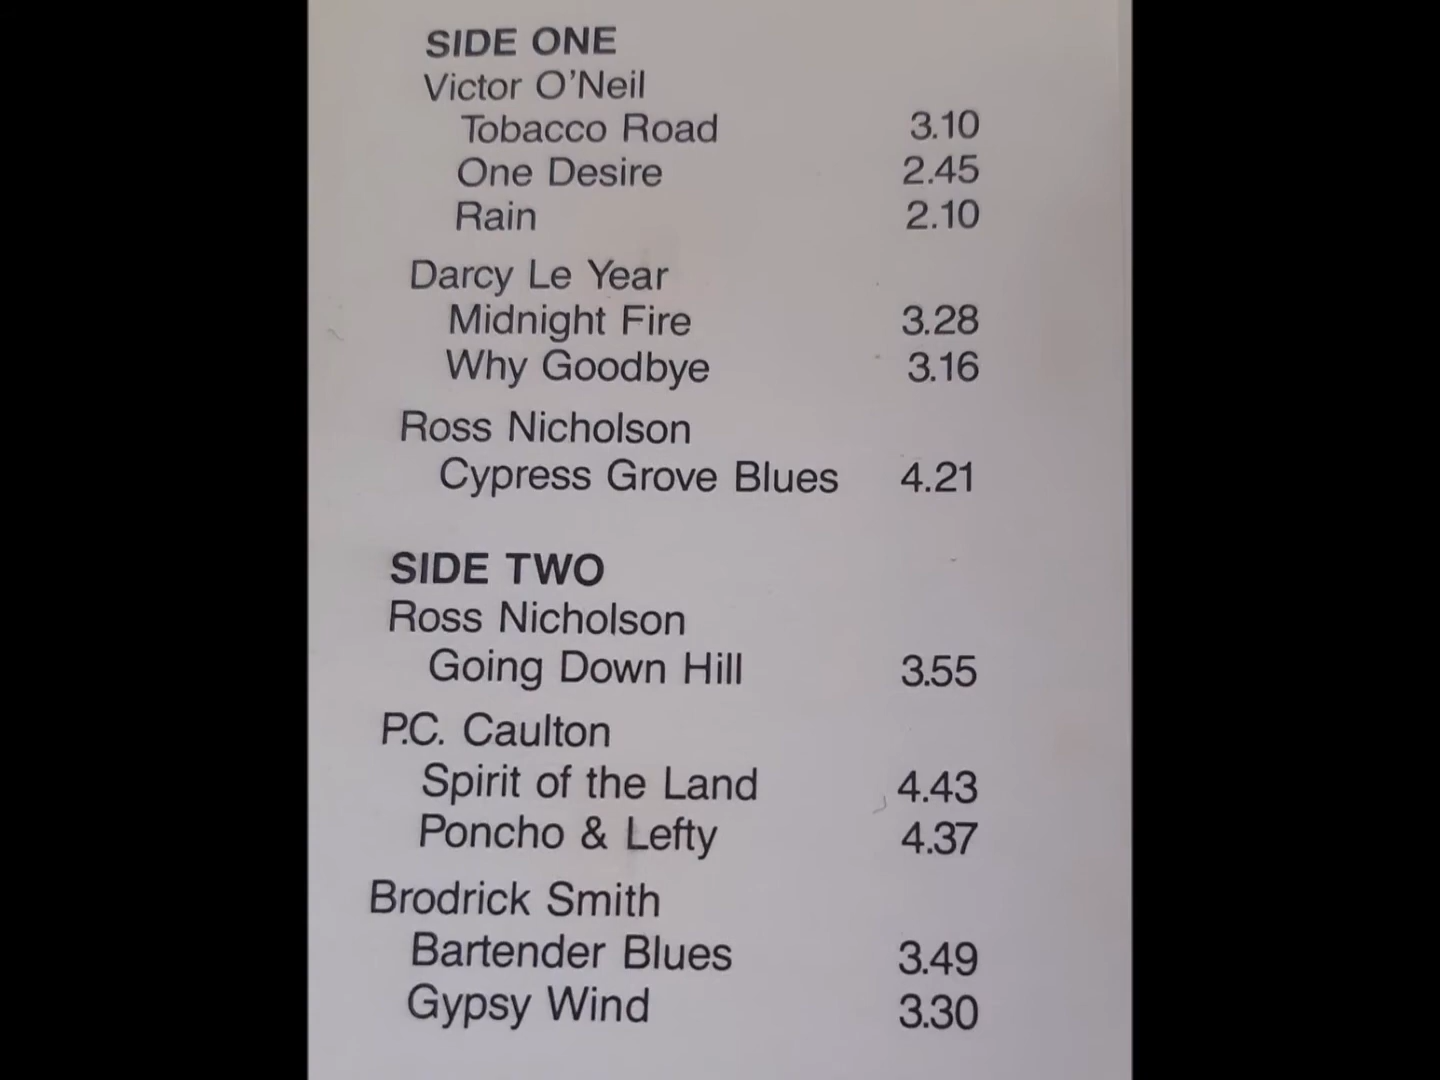 SIDE ONE
Victor O'Neil
Tobacco Road 3.10
One Desire 2.45
Rain 2.10
Darcy Le Year
Midnight Fire 3.28
Why Goodbye 3.16
Ross Nicholson
Cypress Grove Blues 4.21
SIDE TWO
Ross Nicholson
Going Down Hill 3.55
P.C. Caulton
Spirit of the Land 4.43
Poncho & Lefty 4.37
Brodrick Smith
Bartender Blues 3.49
Gypsy Wind 3.30